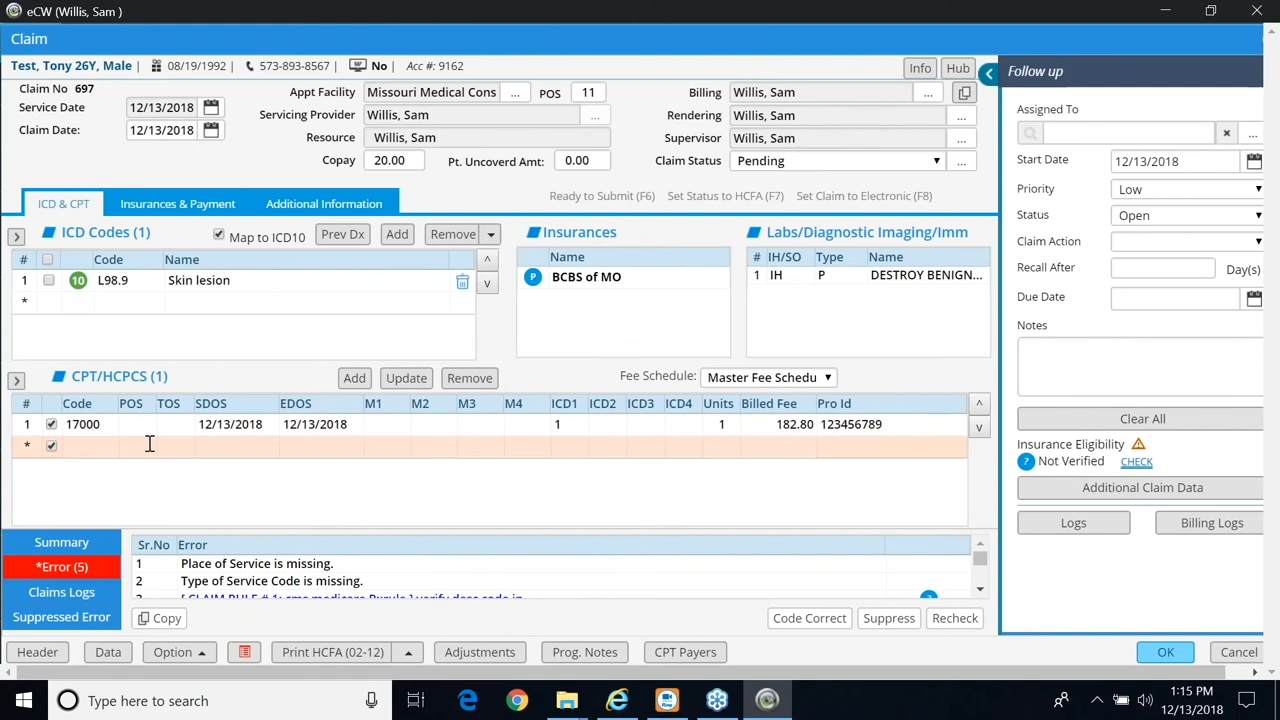 eCW (Willis, Sam )
Claim
Test, Tony 26Y, Male | 08/19/1992 | 573-893-8567 | No | Acc #: 9162
Info Hub
Claim No 697
Service Date 12/13/2018
Claim Date: 12/13/2018
Appt Facility Missouri Medical Cons ... POS 11
Servicing Provider Willis, Sam ...
Resource Willis, Sam
Copay 20.00 Pt. Uncoverd Amt: 0.00
Billing Willis, Sam ...
Rendering Willis, Sam ...
Supervisor Willis, Sam ...
Claim Status Pending ...
ICD & CPT Insurances & Payment Additional Information
Ready to Submit (F6) Set Status to HCFA (F7) Set Claim to Electronic (F8)
ICD Codes (1) Map to ICD10 Prev Dx Add Remove
# Code Name
1 10 L98.9 Skin lesion
*
Insurances
Name
P BCBS of MO
Labs/Diagnostic Imaging/Imm
# IH/SO Type Name
1 IH P DESTROY BENIGN...
CPT/HCPCS (1) Add Update Remove Fee Schedule: Master Fee Schedu
# Code POS TOS SDOS EDOS M1 M2 M3 M4 ICD1 ICD2 ICD3 ICD4 Units Billed Fee Pro Id
1 17000 12/13/2018 12/13/2018 1 1 182.80 123456789
*
Summary
*Error (5)
Claims Logs
Suppressed Error
Sr.No Error
1 Place of Service is missing.
2 Type of Service Code is missing.
Copy Code Correct Suppress Recheck
Header Data Option Print HCFA (02-12) Adjustments Prog. Notes CPT Payers OK Cancel
Follow up
Assigned To
...
Start Date 12/13/2018
Priority Low
Status Open
Claim Action
Recall After Day(s)
Due Date
Notes
Clear All
Insurance Eligibility
? Not Verified CHECK
Additional Claim Data
Logs Billing Logs
Type here to search
1:15 PM
12/13/2018